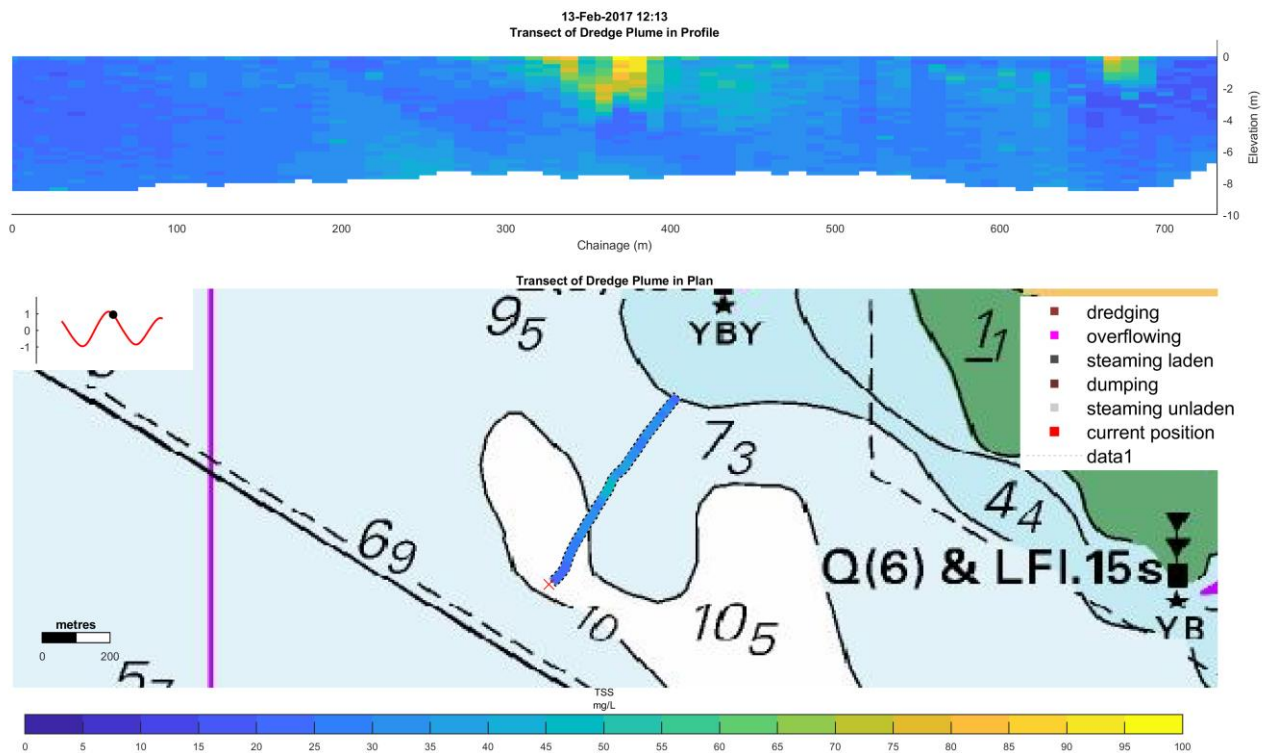 13-Feb-2017 12:13
Transect of Dredge Plume in Profile
0
-2
-4
-6
-8
-10
Elevation (m)
0 100 200 300 400 500 600 700
Chainage (m)
Transect of Dredge Plume in Plan
1
0
-1
9 5
YBY
1 1
dredging
overflowing
steaming laden
dumping
steaming unladen
current position
data1
7 3
4 4
6 9
Q(6) & LFl.15s
YB
10
10 5
metres
0 200
5 7
TSS
mg/L
0 5 10 15 20 25 30 35 40 45 50 55 60 65 70 75 80 85 90 95 100